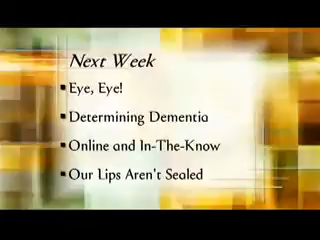 Next Week
▪ Eye, Eye!
▪ Determining Dementia
▪ Online and In-The-Know
▪ Our Lips Aren't Sealed